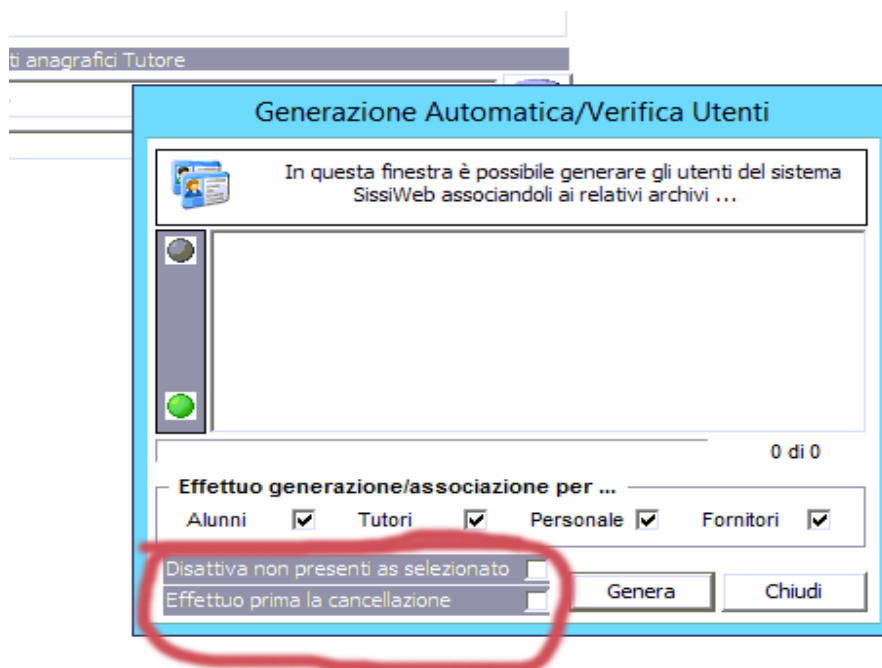 ti anagrafici Tutore
Generazione Automatica/Verifica Utenti
In questa finestra è possibile generare gli utenti del sistema
SissiWeb associandoli ai relativi archivi ...
0 di 0
Effettuo generazione/associazione per ...
Alunni Tutori Personale Fornitori
Disattiva non presenti as selezionato
Effettuo prima la cancellazione
Genera Chiudi